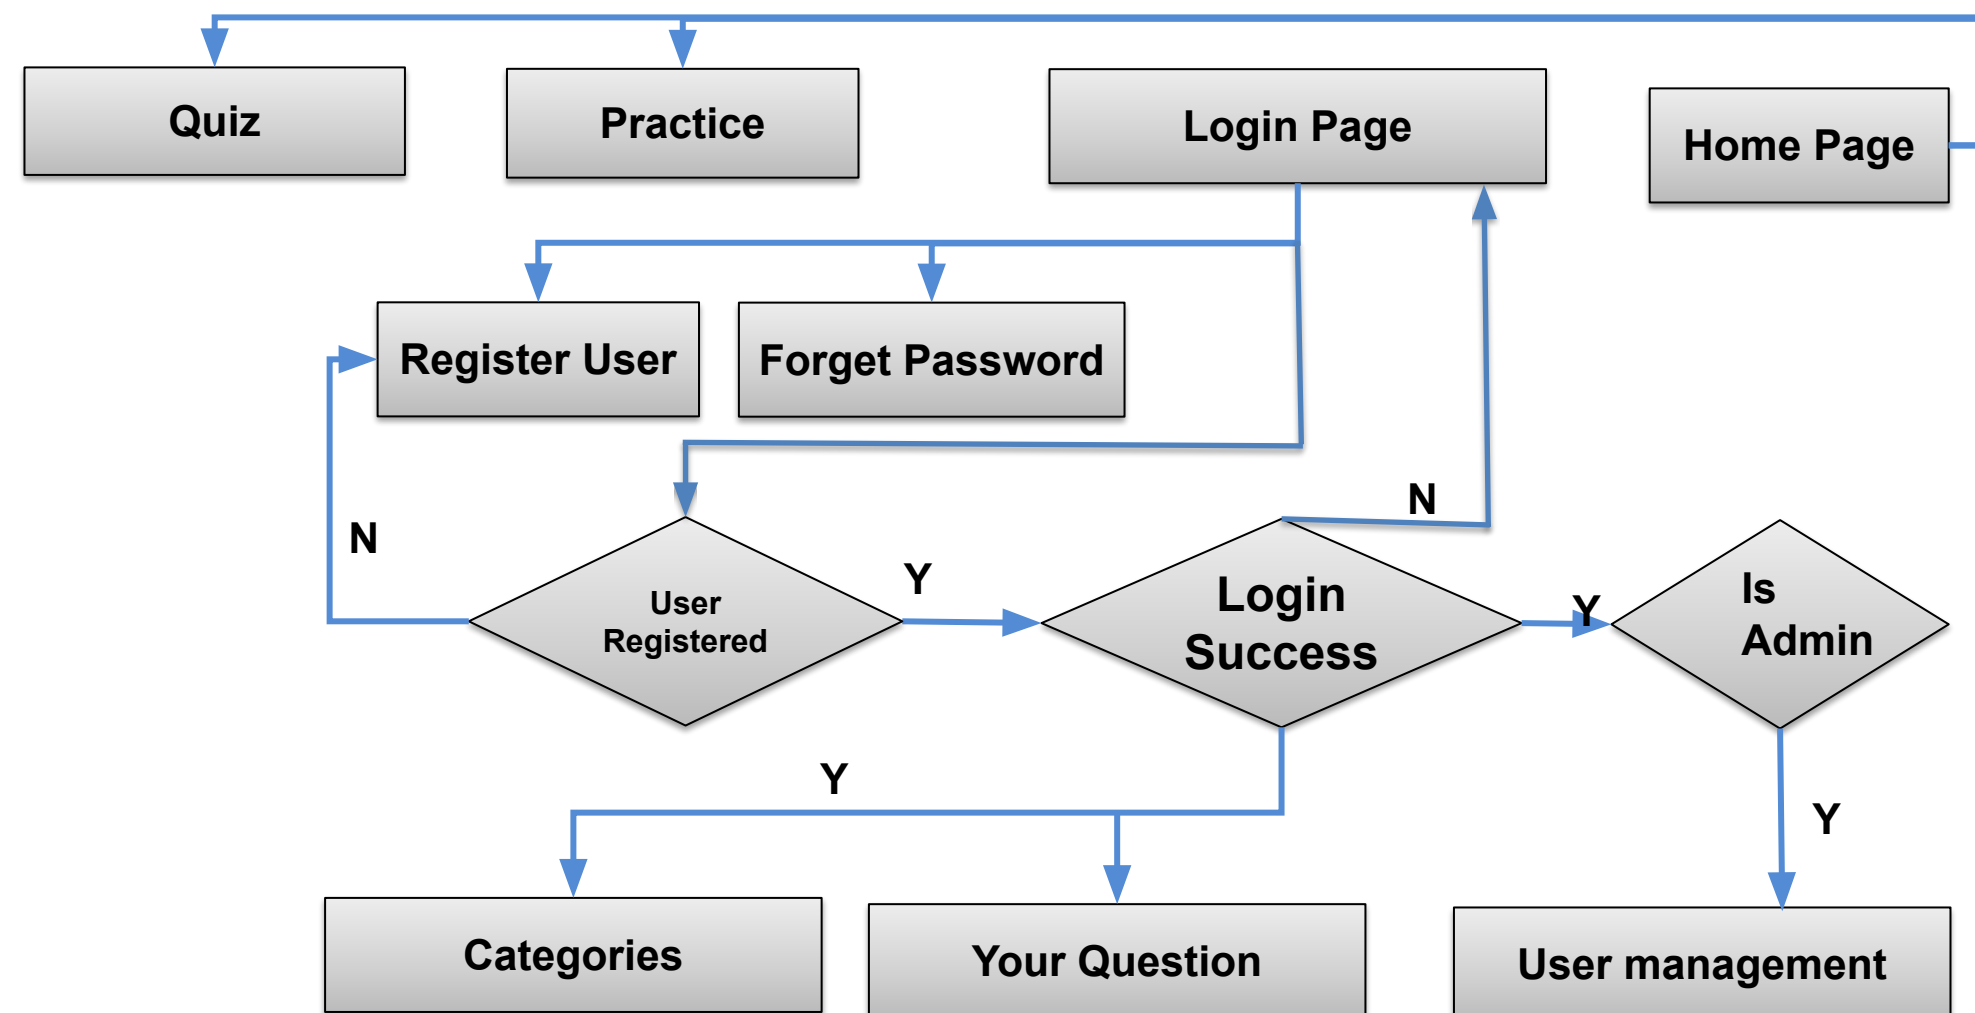 Quiz
Practice
Login Page
Home Page
Register User
Forget Password
N
N
Y
User
Registered
Login
Success
Y
Is
Admin
Y
Y
Categories
Your Question
User management